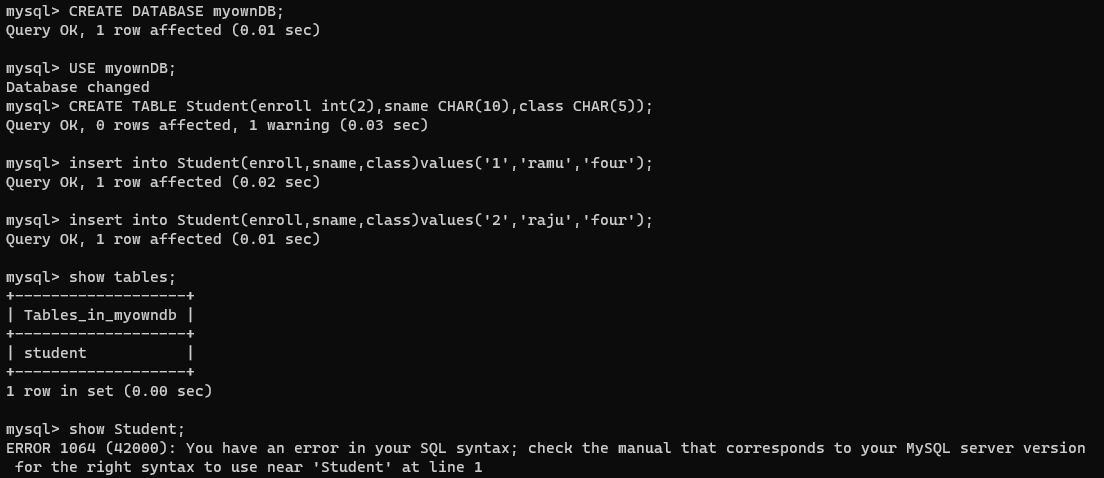 mysql> CREATE DATABASE myownDB;
Query OK, 1 row affected (0.01 sec)
mysql> USE myownDB;
Database changed
mysql> CREATE TABLE Student(enroll int(2),sname CHAR(10),class CHAR(5));
Query OK, 0 rows affected, 1 warning (0.03 sec)
mysql> insert into Student(enroll,sname,class)values('1','ramu','four');
Query OK, 1 row affected (0.02 sec)
mysql> insert into Student(enroll,sname,class)values('2','raju','four');
Query OK, 1 row affected (0.01 sec)
mysql> show tables;
+-------------------+
| Tables_in_myowndb |
+-------------------+
| student           |
+-------------------+
1 row in set (0.00 sec)
mysql> show Student;
ERROR 1064 (42000): You have an error in your SQL syntax; check the manual that corresponds to your MySQL server version
 for the right syntax to use near 'Student' at line 1